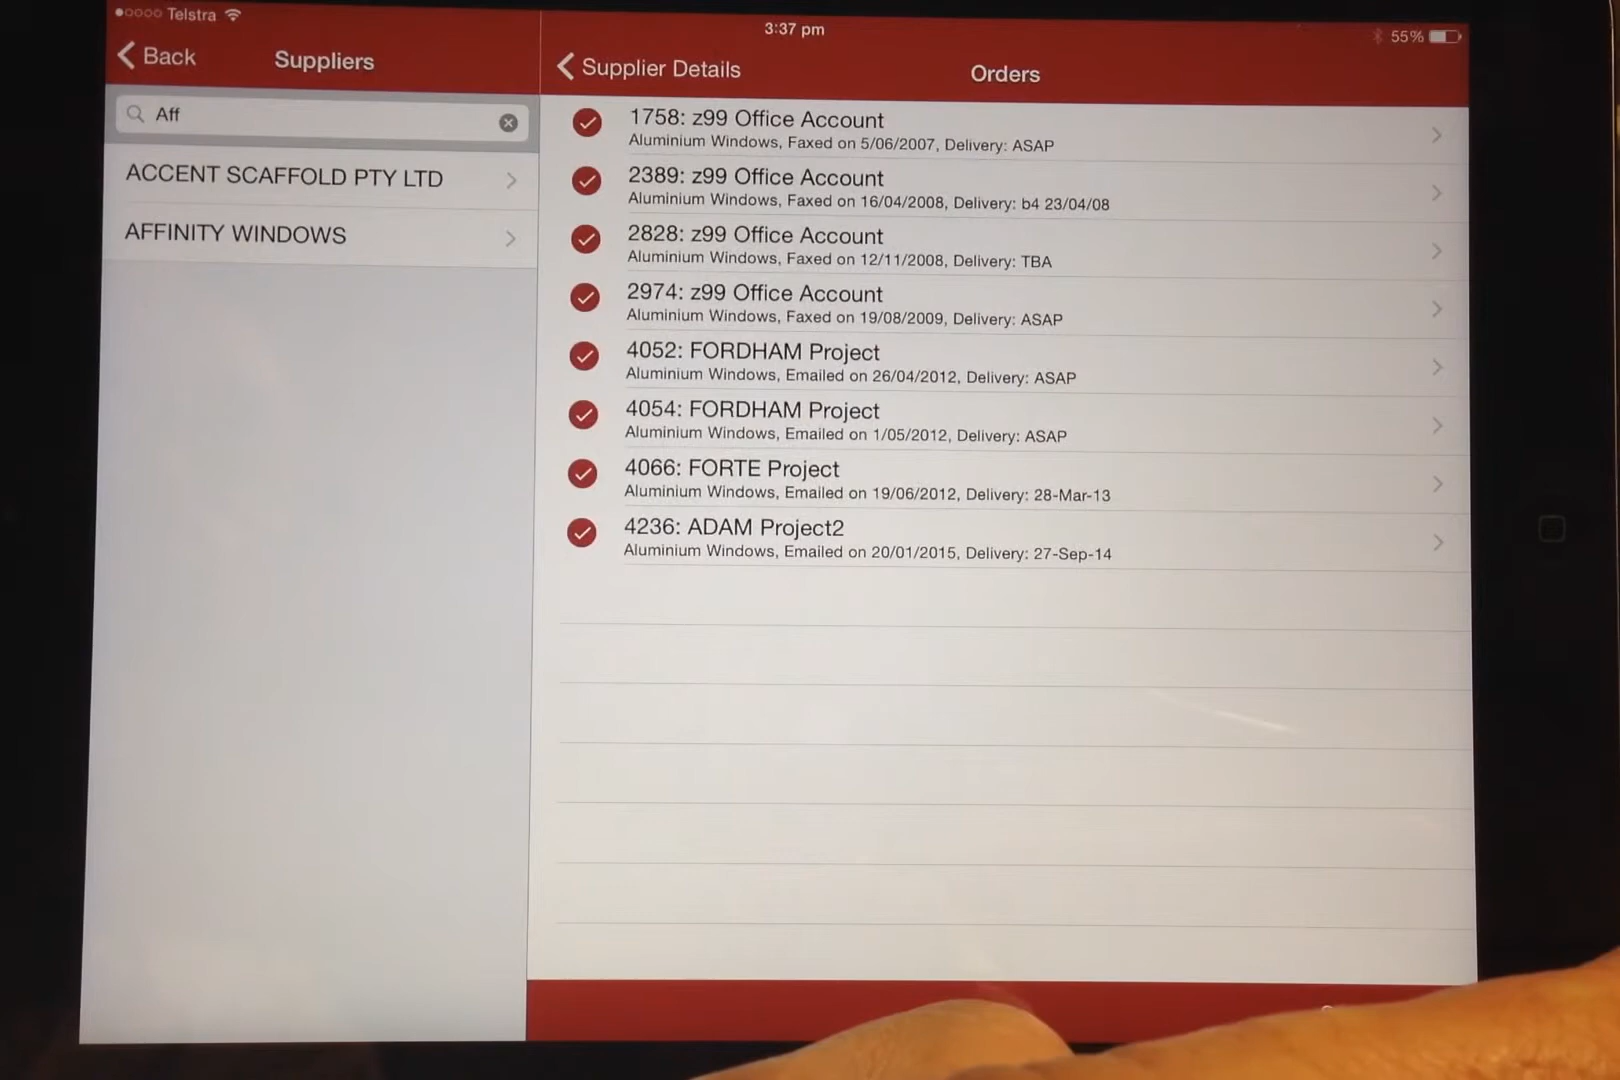 Telstra
3:37 pm
55%
Back
Suppliers
Supplier Details
Orders
Aff
ACCENT SCAFFOLD PTY LTD
AFFINITY WINDOWS
1758: z99 Office Account
Aluminium Windows, Faxed on 5/06/2007, Delivery: ASAP
2389: z99 Office Account
Aluminium Windows, Faxed on 16/04/2008, Delivery: b4 23/04/08
2828: z99 Office Account
Aluminium Windows, Faxed on 12/11/2008, Delivery: TBA
2974: z99 Office Account
Aluminium Windows, Faxed on 19/08/2009, Delivery: ASAP
4052: FORDHAM Project
Aluminium Windows, Emailed on 26/04/2012, Delivery: ASAP
4054: FORDHAM Project
Aluminium Windows, Emailed on 1/05/2012, Delivery: ASAP
4066: FORTE Project
Aluminium Windows, Emailed on 19/06/2012, Delivery: 28-Mar-13
4236: ADAM Project2
Aluminium Windows, Emailed on 20/01/2015, Delivery: 27-Sep-14